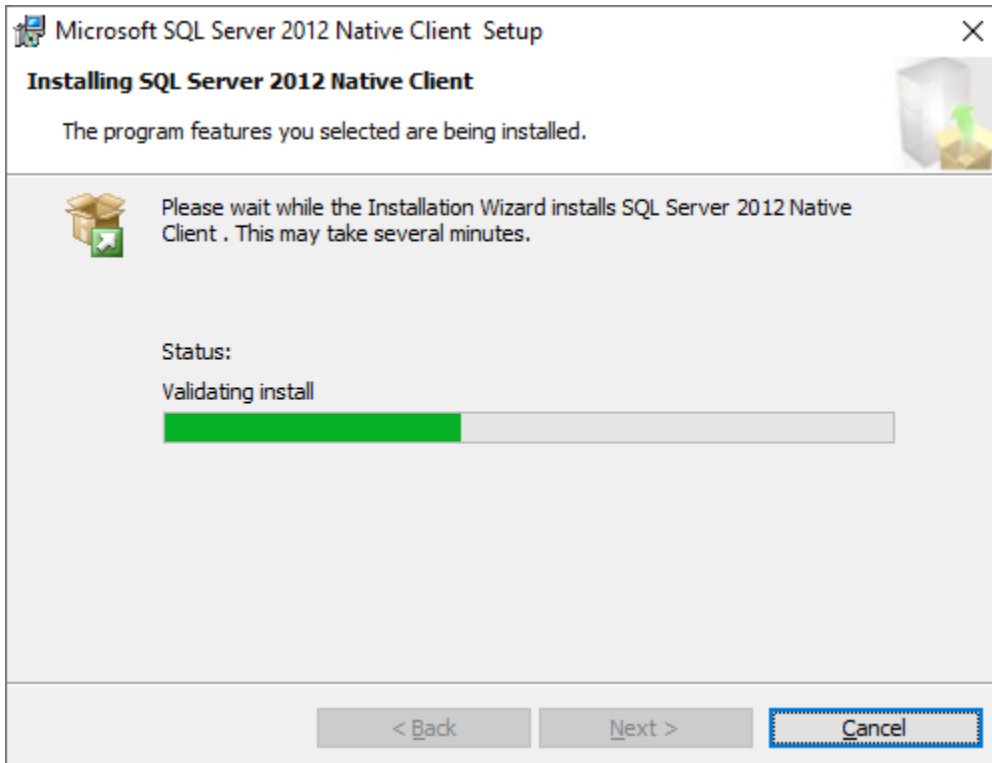 Microsoft SQL Server 2012 Native Client  Setup
Installing SQL Server 2012 Native Client
The program features you selected are being installed.
Please wait while the Installation Wizard installs SQL Server 2012 Native
Client . This may take several minutes.
Status:
Validating install
< Back
Next >
Cancel